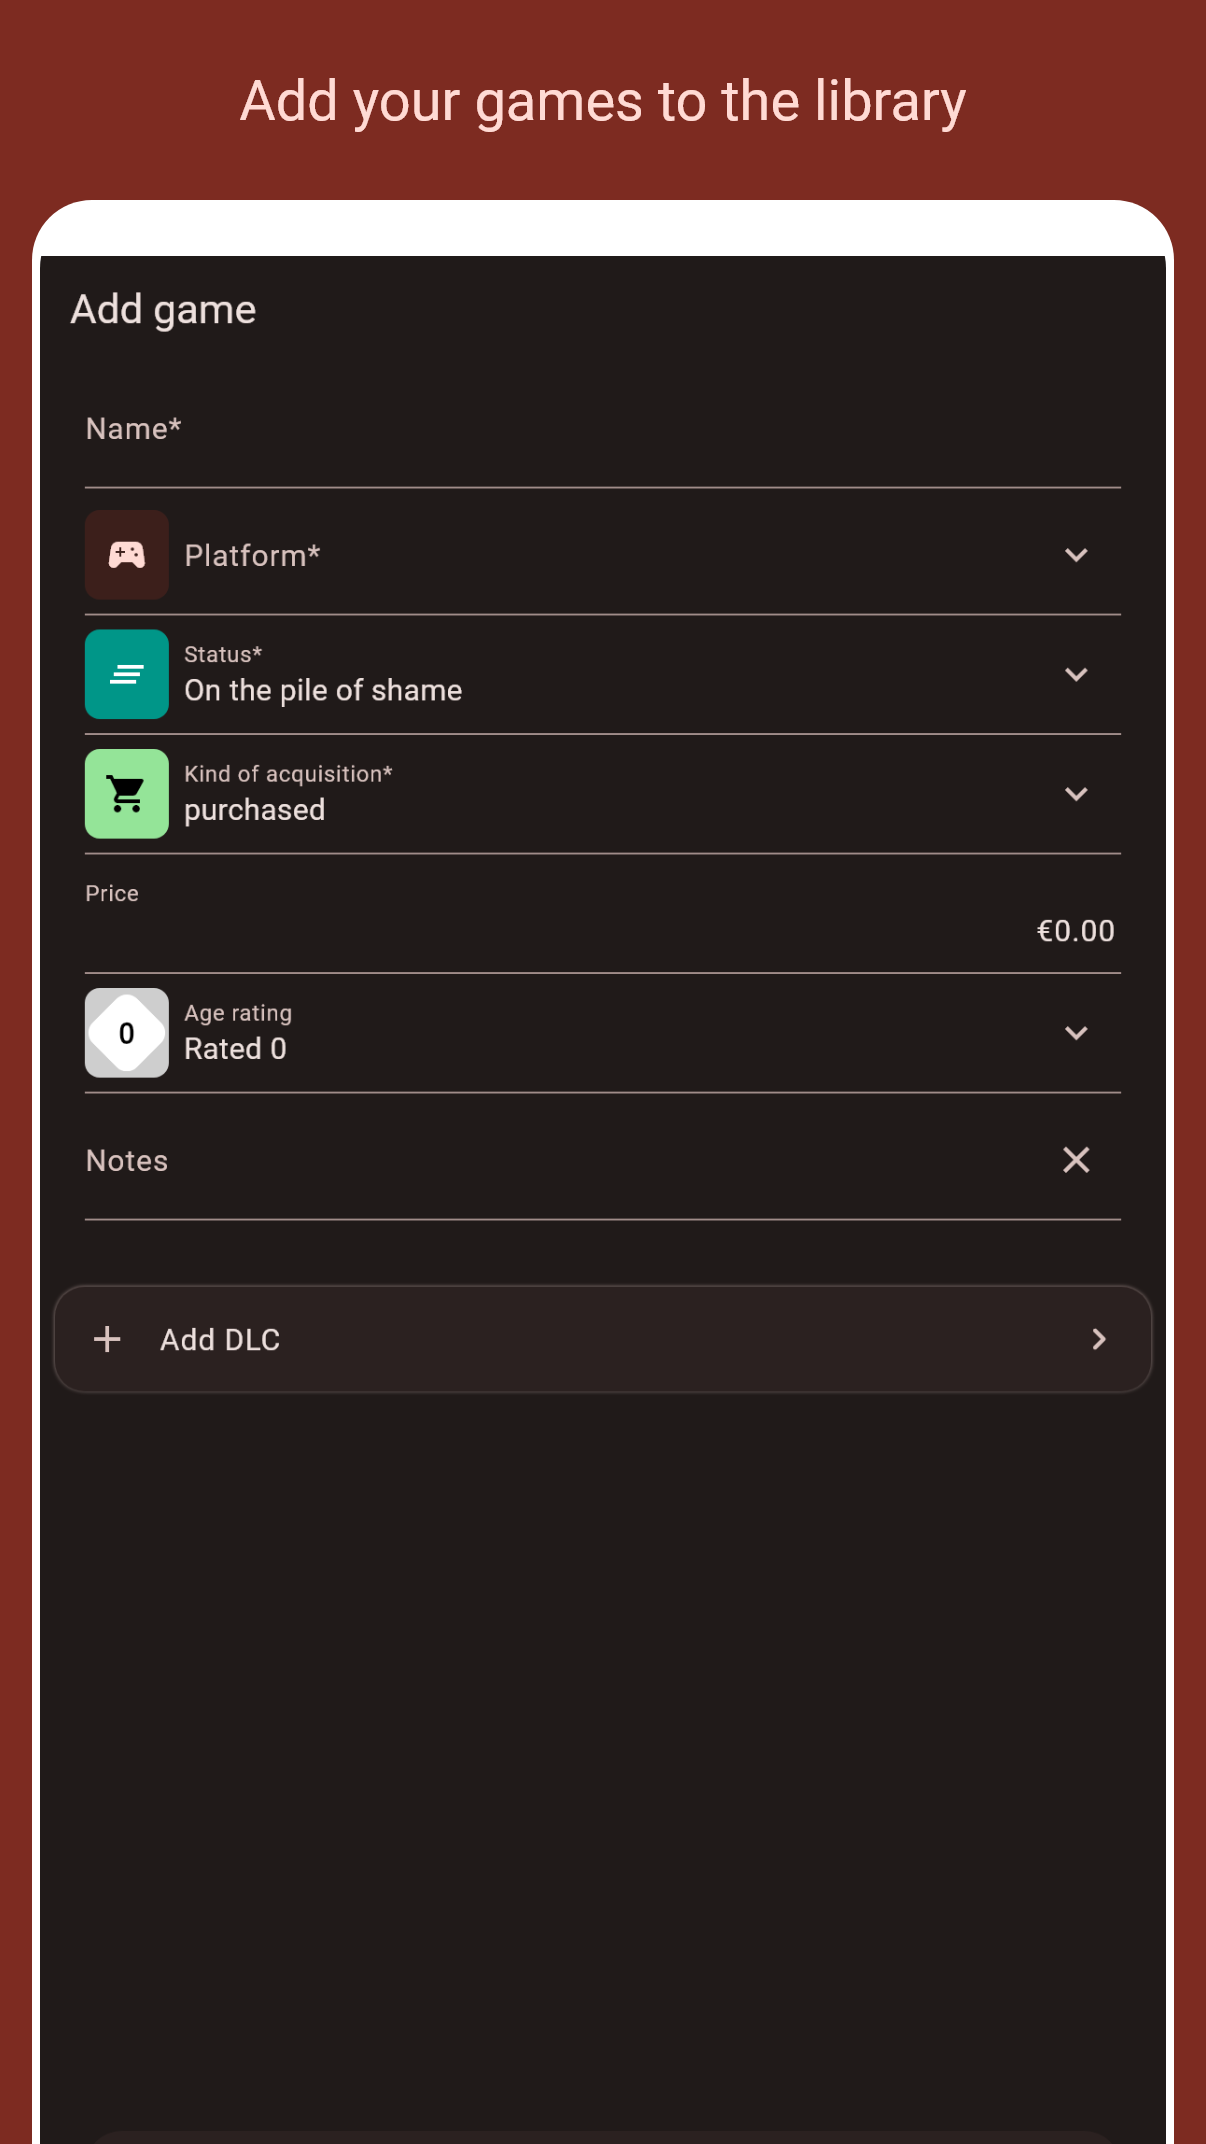 Add your games to the library
Add game
Name*
Platform*
Status*
On the pile of shame
Kind of acquisition*
purchased
Price
€0.00
0
Age rating
Rated 0
Notes
Add DLC